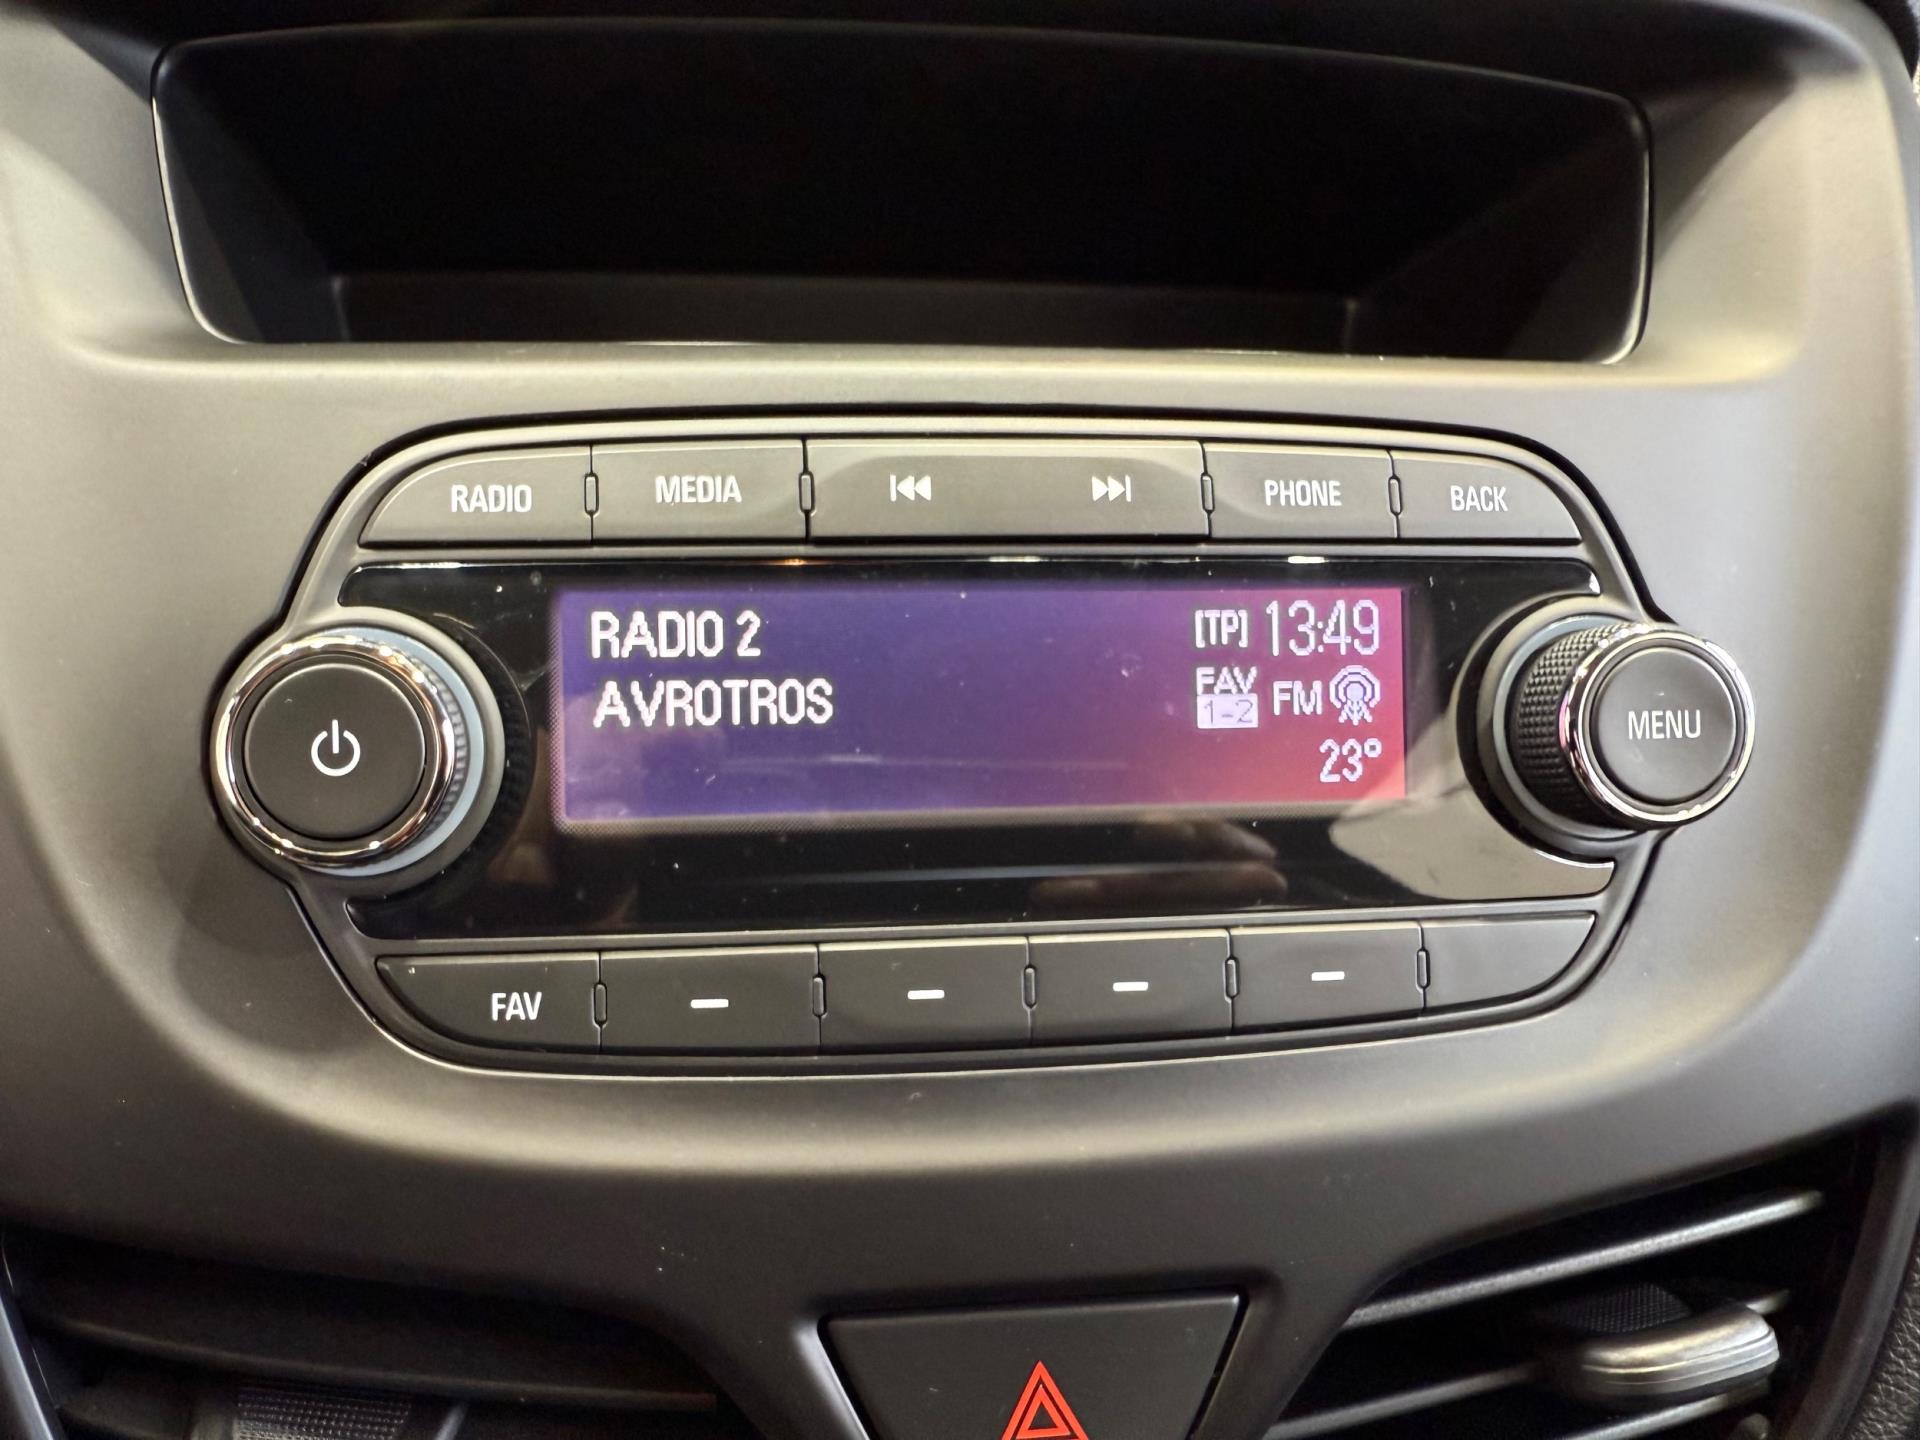 RADIO MEDIA PHONE BACK
RADIO 2 [TP] 13:49
AVROTROS FAV 1-2 FM
23°
MENU
FAV